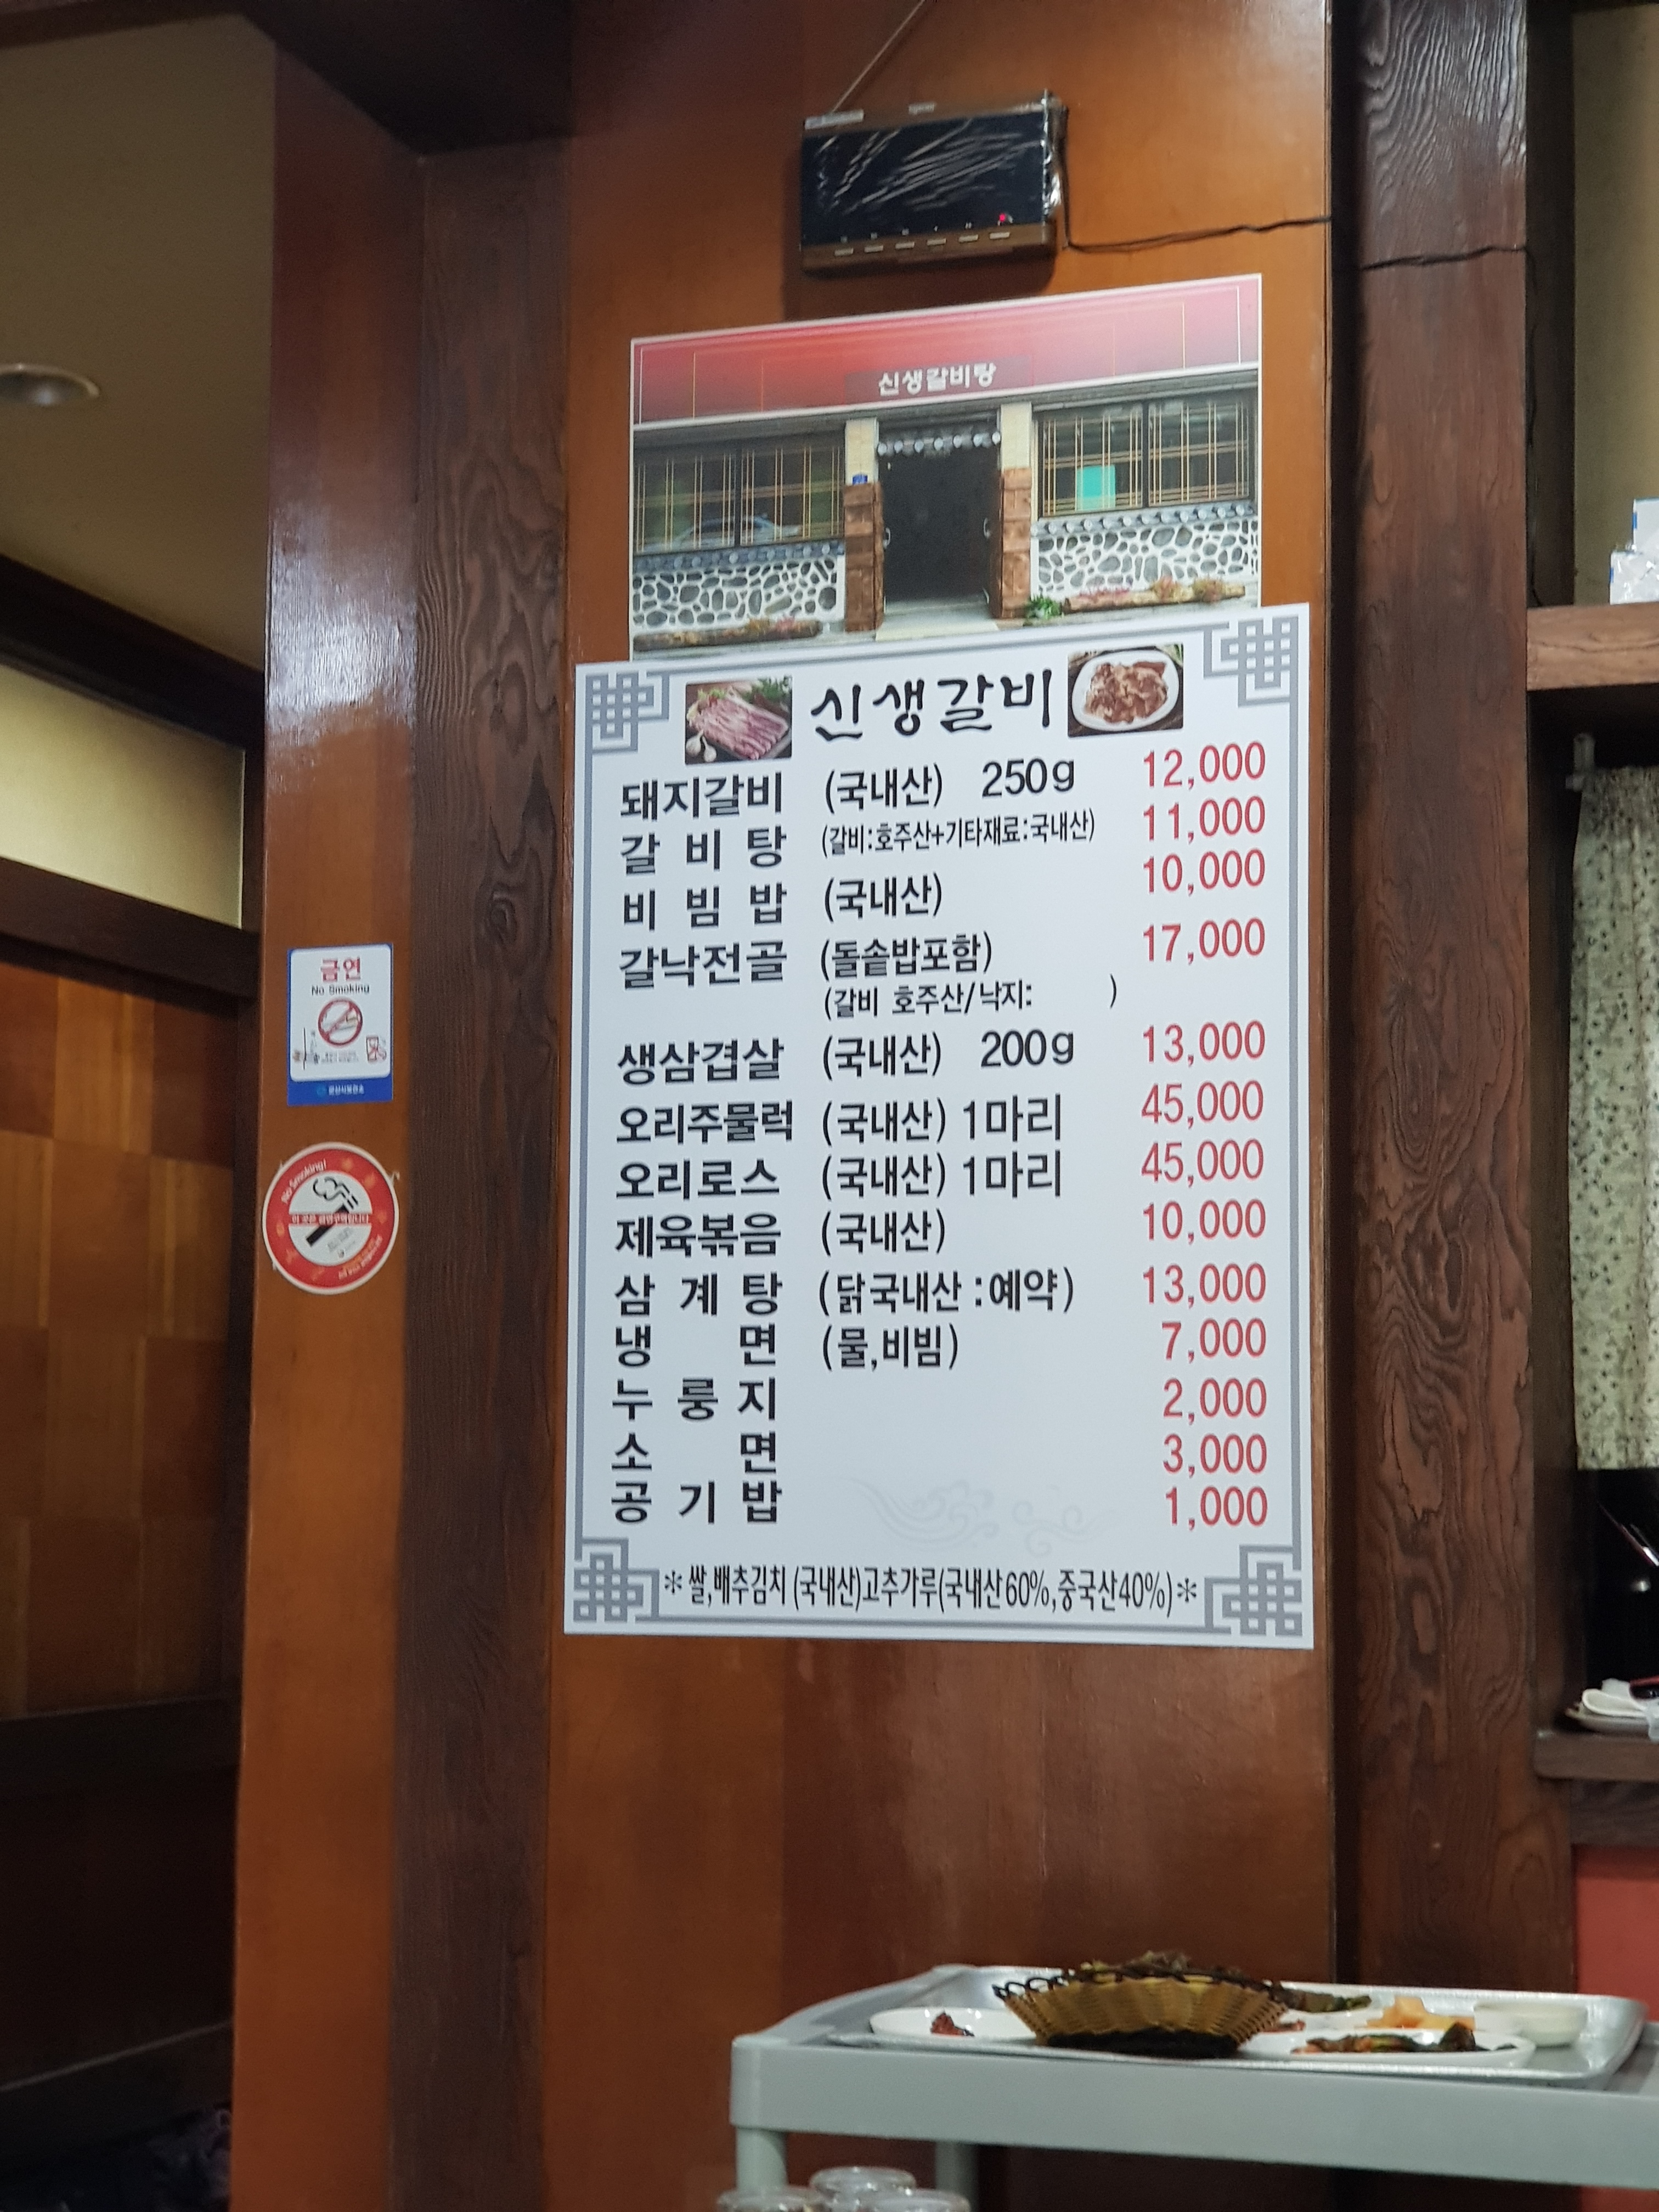 신생갈비탕
신생갈비
돼지갈비 (국내산) 250g 12,000
갈비탕 (갈비:호주산+기타재료:국내산) 11,000
비빔밥 (국내산) 10,000
갈낙전골 (돌솥밥포함) 17,000
(갈비 호주산/낙지: )
생삼겹살 (국내산) 200g 13,000
오리주물럭 (국내산) 1마리 45,000
오리로스 (국내산) 1마리 45,000
제육볶음 (국내산) 10,000
삼계탕 (닭국내산:예약) 13,000
냉면 (물,비빔) 7,000
누룽지 2,000
소면 3,000
공기밥 1,000
*쌀,배추김치 (국내산)고추가루(국내산60%,중국산40%)*
금연
No Smoking
No Smoking!